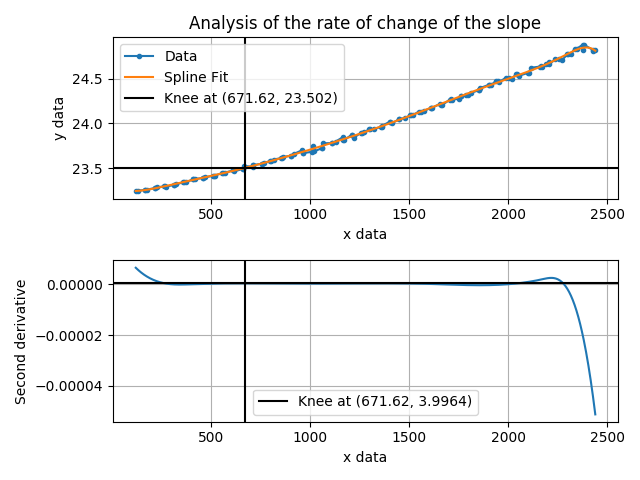 Analysis of the rate of change of the slope
y data
24.5
24.0
23.5
Data
Spline Fit
Knee at (671.62, 23.502)
500
1000
1500
2000
2500
x data
Second derivative
0.00000
−0.00002
−0.00004
Knee at (671.62, 3.9964)
500
1000
1500
2000
2500
x data